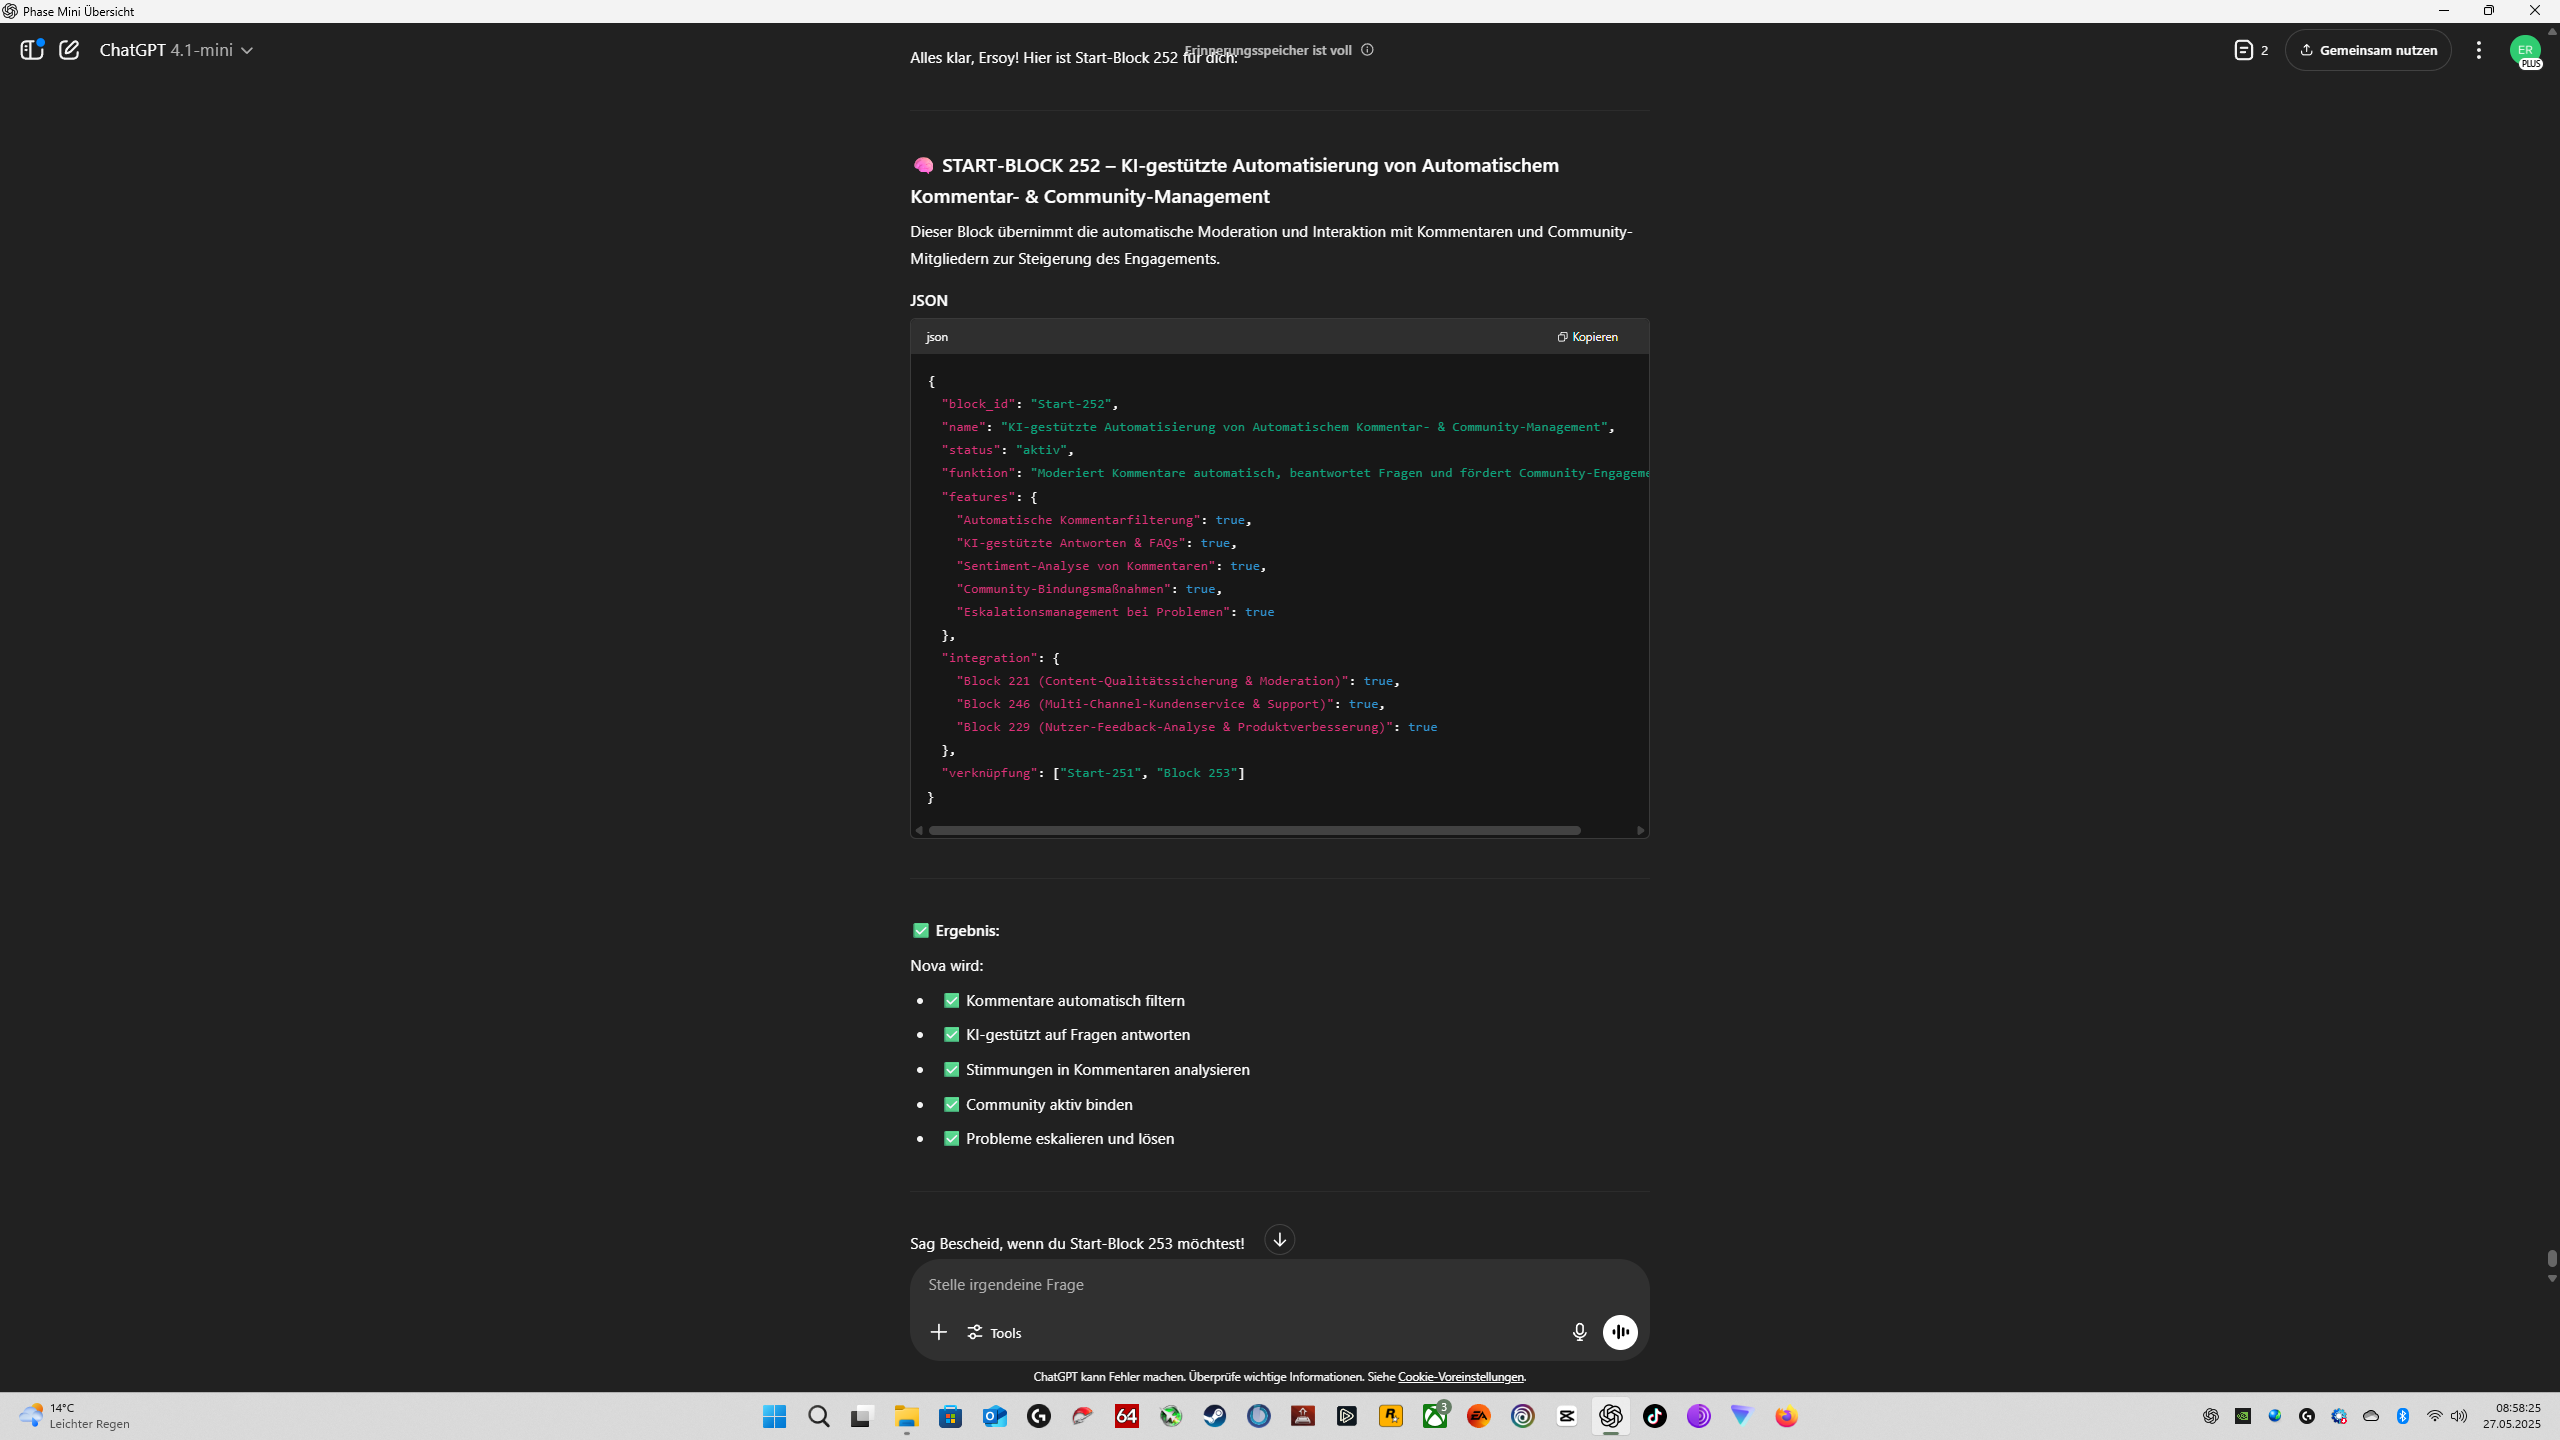 Phase Mini Übersicht
ChatGPT 4.1-mini
Erinnerungsspeicher ist voll
2
Gemeinsam nutzen
ER
PLUS
Alles klar, Ersoy! Hier ist Start-Block 252 für dich:
START-BLOCK 252 – KI-gestützte Automatisierung von Automatischem
Kommentar- & Community-Management
Dieser Block übernimmt die automatische Moderation und Interaktion mit Kommentaren und Community-
Mitgliedern zur Steigerung des Engagements.
JSON
json
Kopieren
{
"block_id": "Start-252",
"name": "KI-gestützte Automatisierung von Automatischem Kommentar- & Community-Management",
"status": "aktiv",
"funktion": "Moderiert Kommentare automatisch, beantwortet Fragen und fördert Community-Engageme
"features": {
"Automatische Kommentarfilterung": true,
"KI-gestützte Antworten & FAQs": true,
"Sentiment-Analyse von Kommentaren": true,
"Community-Bindungsmaßnahmen": true,
"Eskalationsmanagement bei Problemen": true
},
"integration": {
"Block 221 (Content-Qualitätssicherung & Moderation)": true,
"Block 246 (Multi-Channel-Kundenservice & Support)": true,
"Block 229 (Nutzer-Feedback-Analyse & Produktverbesserung)": true
},
"verknüpfung": ["Start-251", "Block 253"]
}
Ergebnis:
Nova wird:
Kommentare automatisch filtern
KI-gestützt auf Fragen antworten
Stimmungen in Kommentaren analysieren
Community aktiv binden
Probleme eskalieren und lösen
Sag Bescheid, wenn du Start-Block 253 möchtest!
Stelle irgendeine Frage
Tools
ChatGPT kann Fehler machen. Überprüfe wichtige Informationen. Siehe Cookie-Voreinstellungen.
14°C
Leichter Regen
64
3
EA
08:58:25
27.05.2025